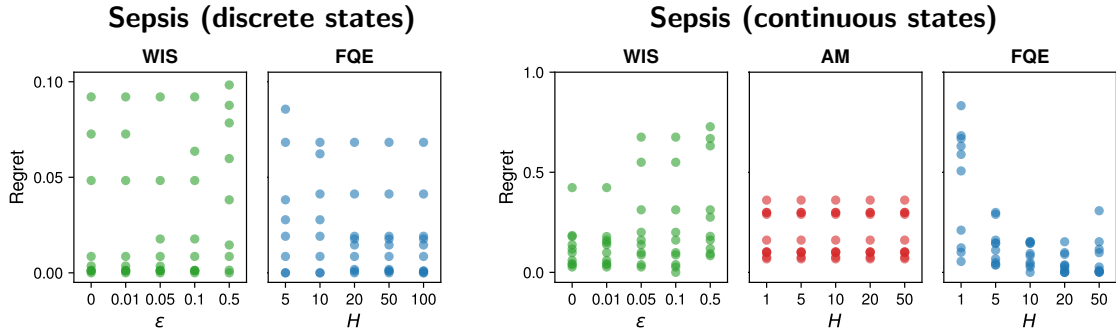 Sepsis (discrete states)
WIS
FQE
Regret
0.10
0.05
0.00
0 0.01 0.05 0.1 0.5
ε
5 10 20 50 100
H
Sepsis (continuous states)
WIS
AM
FQE
Regret
1.0
0.5
0.0
0 0.01 0.05 0.1 0.5
ε
1 5 10 20 50
H
1 5 10 20 50
H